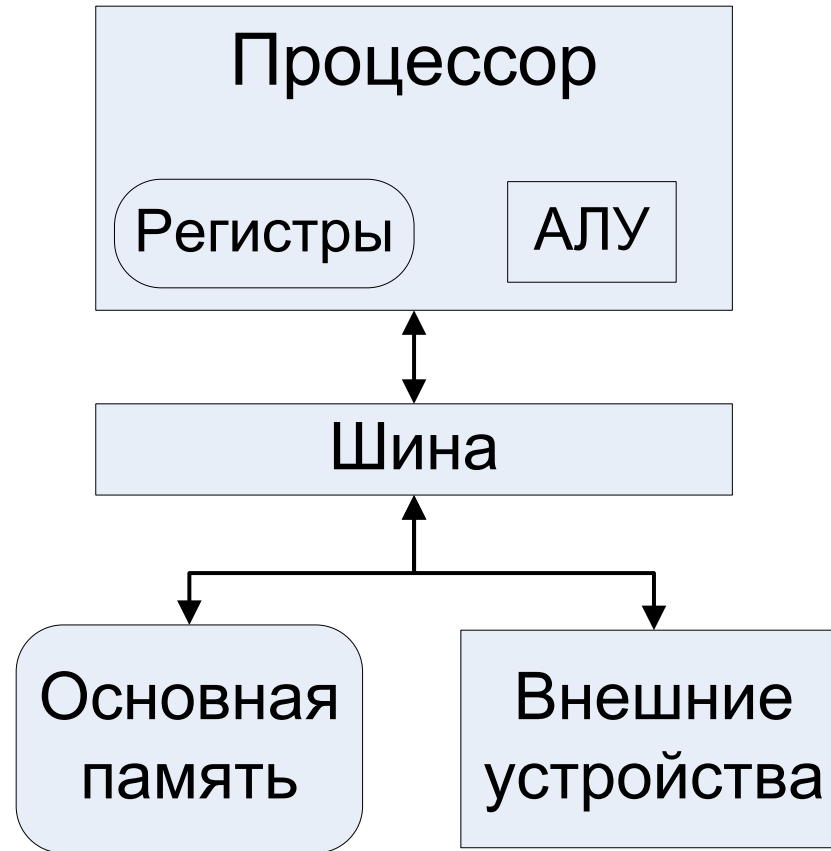 Процессор
Регистры
АЛУ
Шина
Основная
память
Внешние
устройства